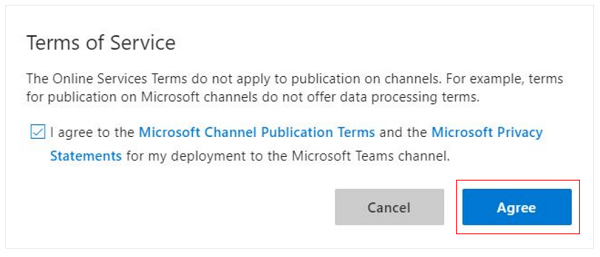 Terms of Service
The Online Services Terms do not apply to publication on channels. For example, terms
for publication on Microsoft channels do not offer data processing terms.
I agree to the Microsoft Channel Publication Terms and the Microsoft Privacy
Statements for my deployment to the Microsoft Teams channel.
Cancel Agree